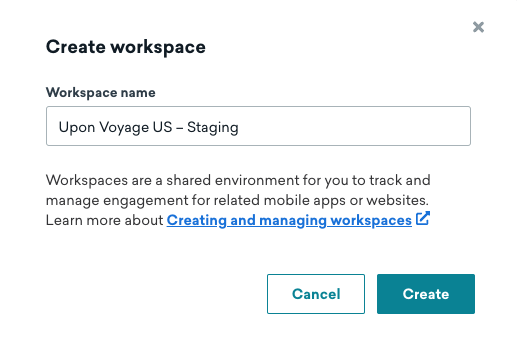 Create workspace
Workspace name
Upon Voyage US – Staging
Workspaces are a shared environment for you to track and
manage engagement for related mobile apps or websites.
Learn more about Creating and managing workspaces
Cancel
Create